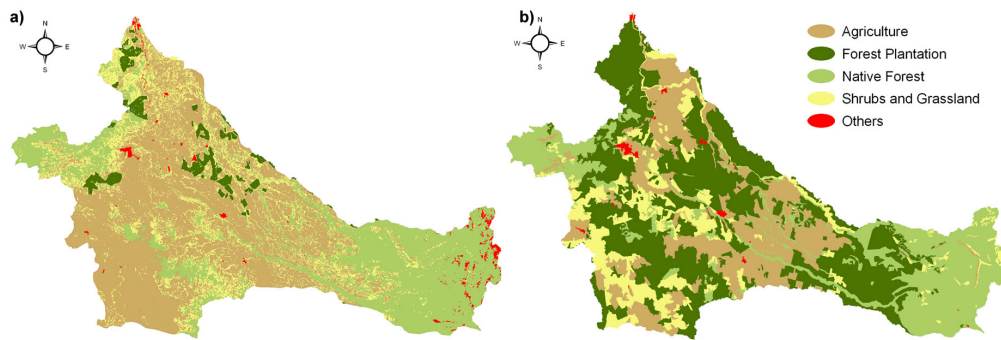 a)
N
W
E
S
b)
N
W
E
S
Agriculture
Forest Plantation
Native Forest
Shrubs and Grassland
Others